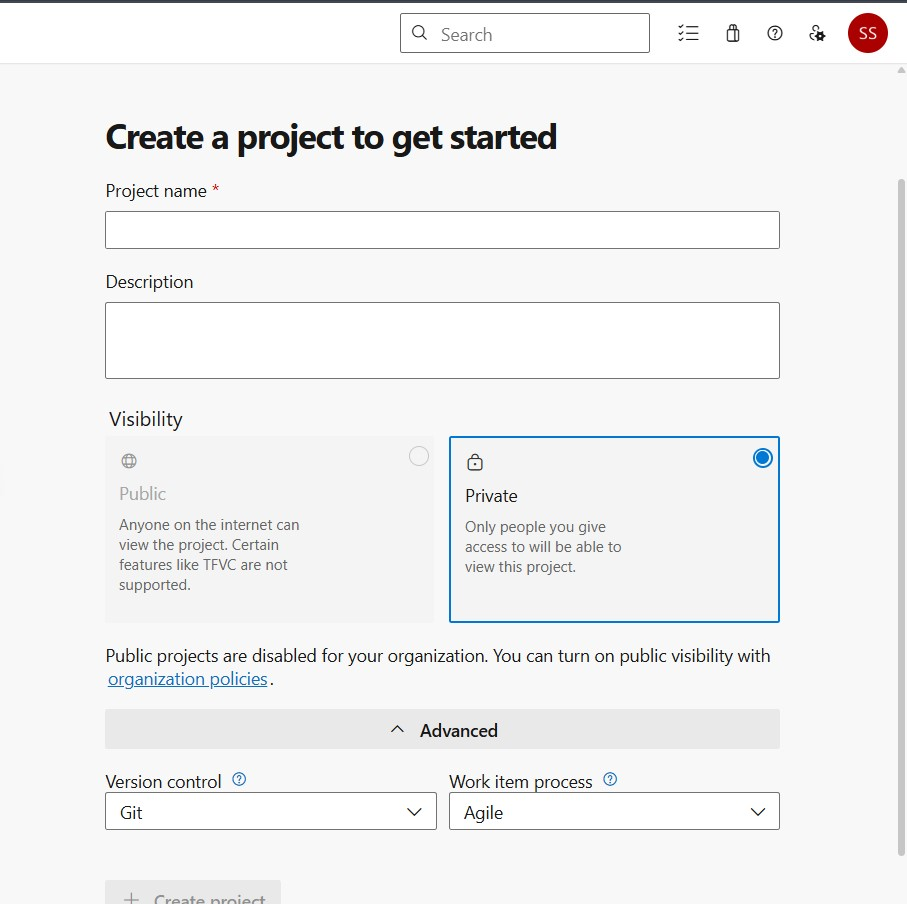 Search
SS
Create a project to get started
Project name *
Description
Visibility
Public
Anyone on the internet can
view the project. Certain
features like TFVC are not
supported.
Private
Only people you give
access to will be able to
view this project.
Public projects are disabled for your organization. You can turn on public visibility with
organization policies.
Advanced
Version control
Work item process
Git
Agile
Create project